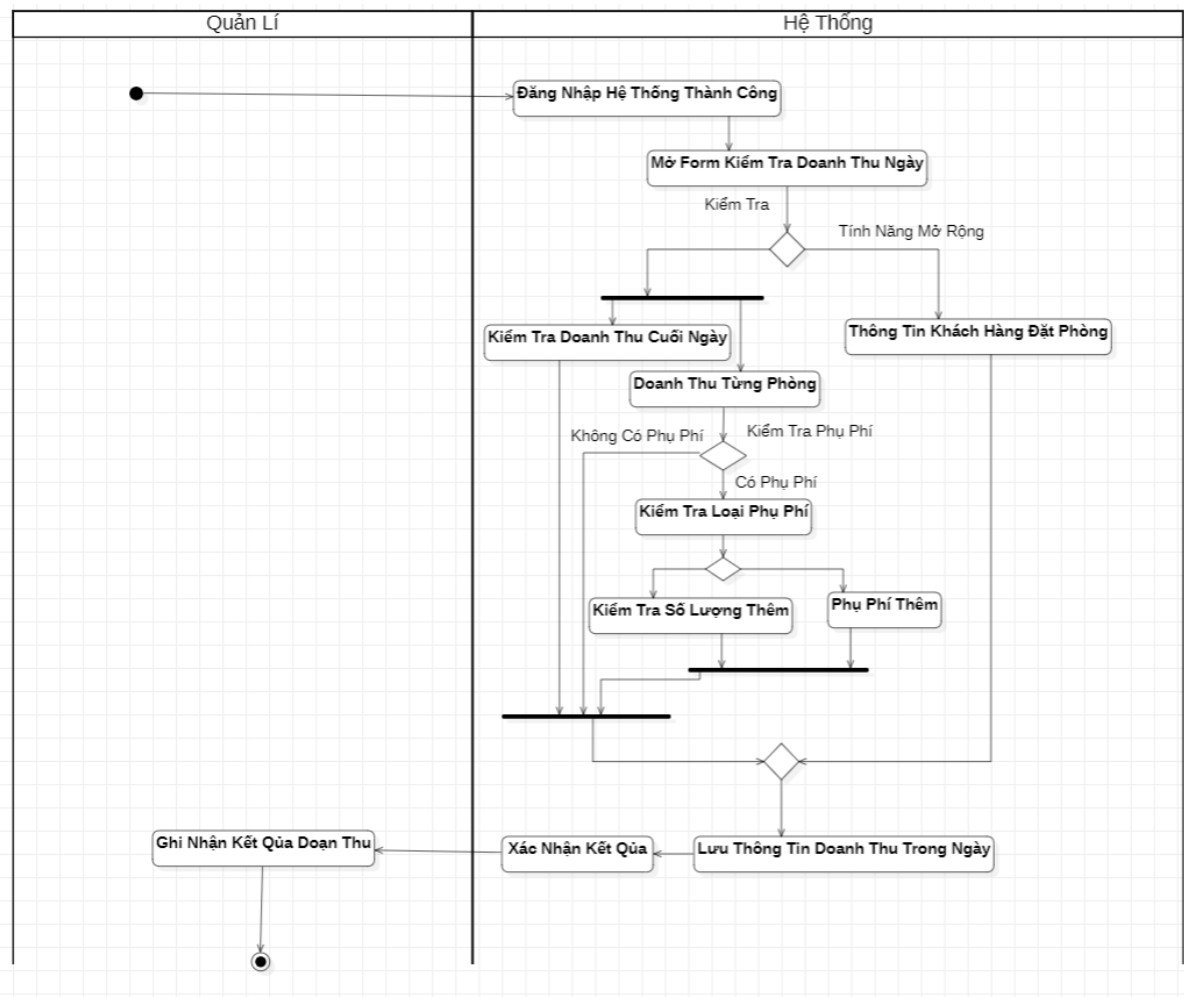 Quản Lí
Hệ Thống
Đăng Nhập Hệ Thống Thành Công
Mở Form Kiểm Tra Doanh Thu Ngày
Kiểm Tra
Tính Năng Mở Rộng
Kiểm Tra Doanh Thu Cuối Ngày
Thông Tin Khách Hàng Đặt Phòng
Doanh Thu Từng Phòng
Không Có Phụ Phí
Kiểm Tra Phụ Phí
Có Phụ Phí
Kiểm Tra Loại Phụ Phí
Kiểm Tra Số Lượng Thêm
Phụ Phí Thêm
Ghi Nhận Kết Qủa Doạn Thu
Xác Nhận Kết Qủa
Lưu Thông Tin Doanh Thu Trong Ngày